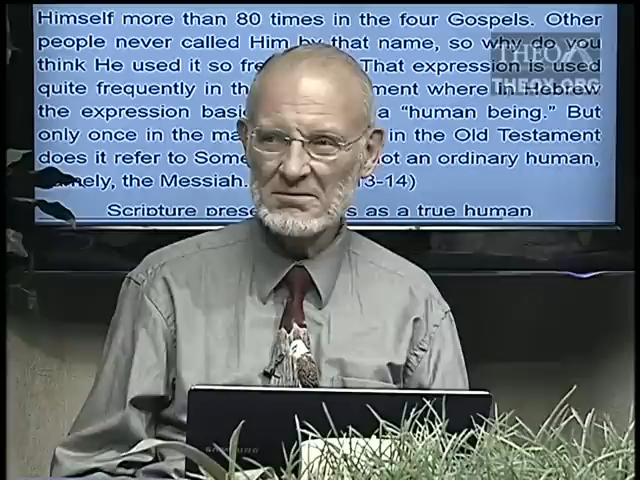 Himself more than 80 times in the four Gospels. Other
people never called Him by that name, so why do you
think He used it so fre That expression is used
quite frequently in th ment where in Hebrew
the expression basi a "human being." But
only once in the ma in the Old Testament
does it refer to Some ot an ordinary human,
namely, the Messiah. 13-14)
Scripture prese s as a true human
THEOX
THEOX.ORG
SAMSUNG